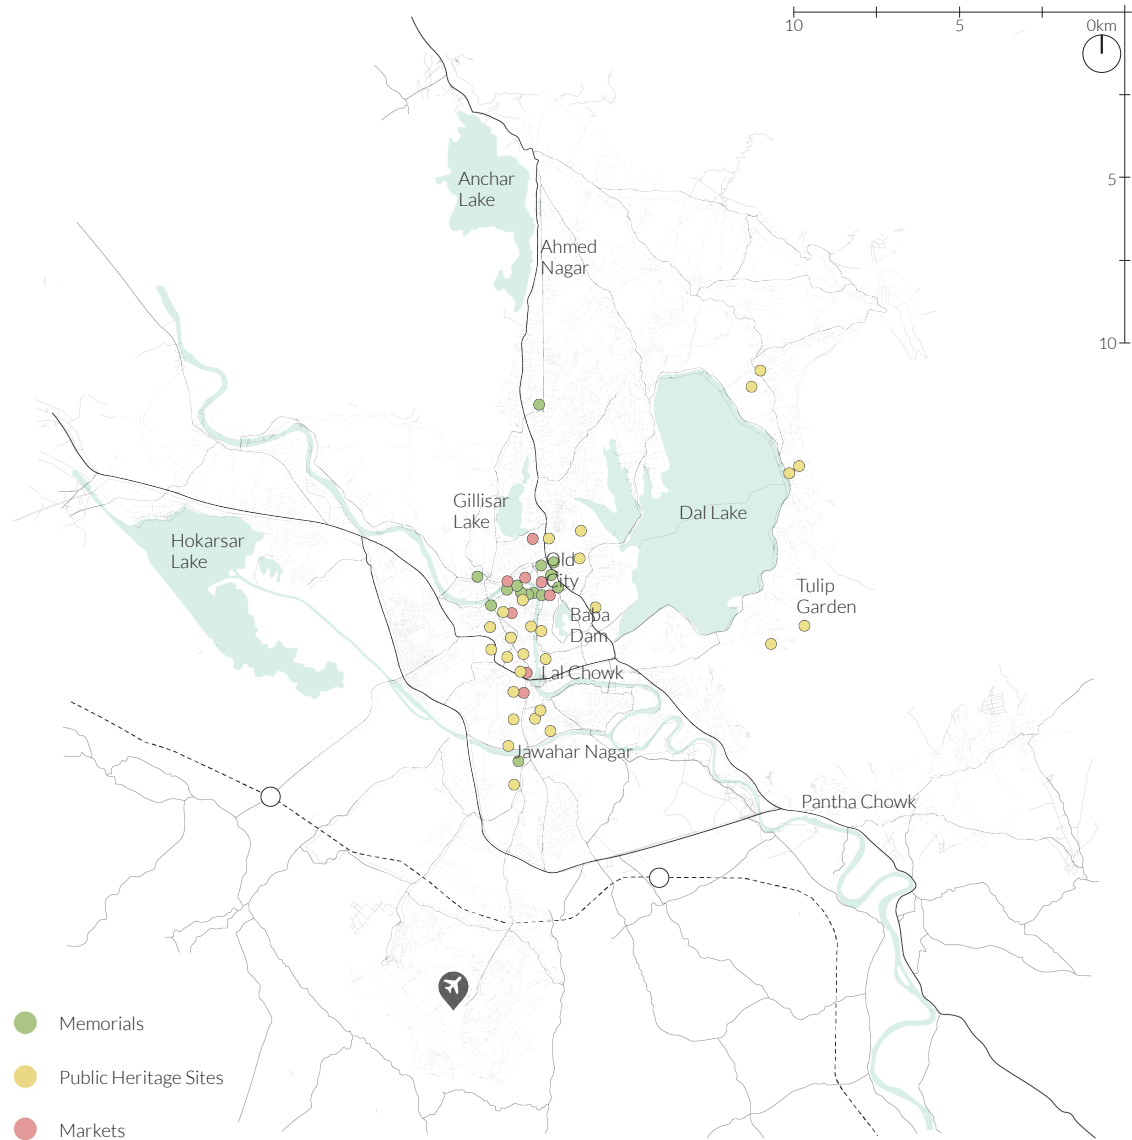 10
5
0km
5
10
Anchar
Lake
Ahmed
Nagar
Gillisar
Lake
Dal Lake
Hokarsar
Lake
Old
City
Tulip
Garden
Baba
Dam
Lal Chowk
Jawahar Nagar
Pantha Chowk
Memorials
Public Heritage Sites
Markets